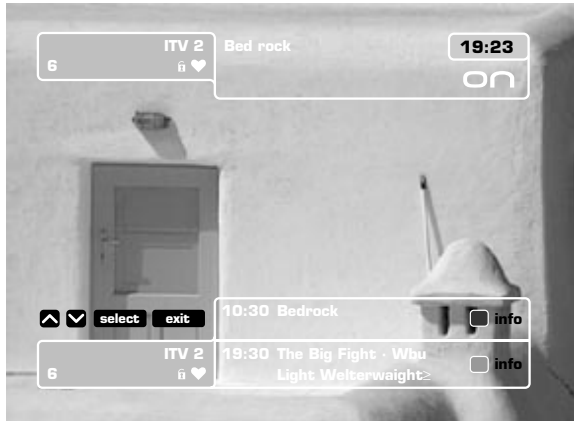 ITV 2
6
Bed rock
19:23
on
10:30 Bedrock
info
select exit
ITV 2
6
19:30 The Big Fight · Wbu
Light Welterwaight≥
info